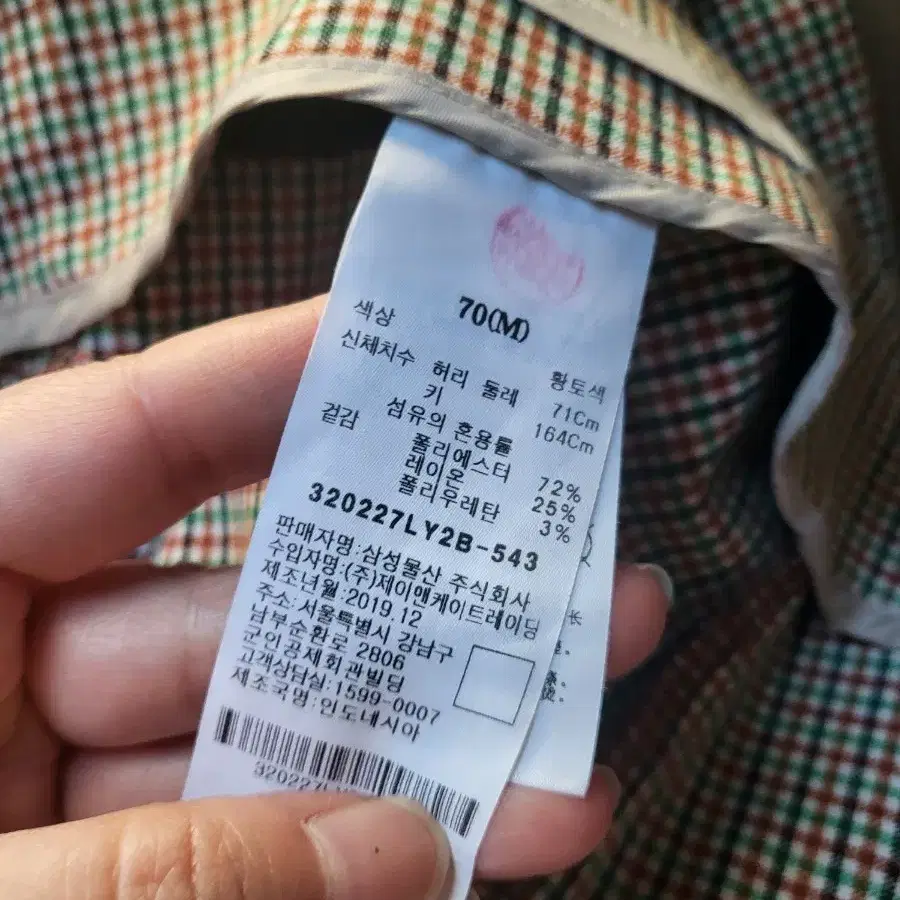 70(M)
색상 황토색
신체치수 허리 둘레 71Cm
키 164Cm
섬유의 혼용률
겉감 폴리에스터 72%
레이온 25%
폴리우레탄 3%
320227LY2B-543
판매자명:삼성물산 주식회사
수입자명:(주)제이앤케이트레이딩
제조년월:2019.12
주소:서울특별시 강남구
남부순환로 2806
군인공제회관빌딩
고객상담실:1599-0007
제조국명:인도네시아
320227L
长